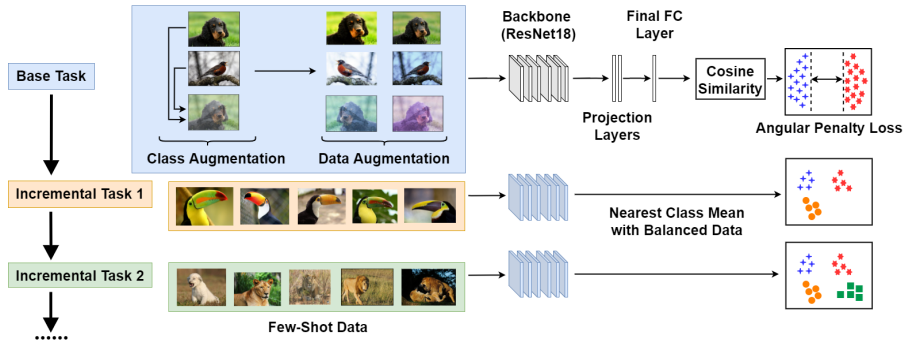 Base Task
Class Augmentation
Data Augmentation
Backbone
(ResNet18)
Final FC
Layer
Projection
Layers
Cosine
Similarity
Angular Penalty Loss
Incremental Task 1
Nearest Class Mean
with Balanced Data
Incremental Task 2
Few-Shot Data
......